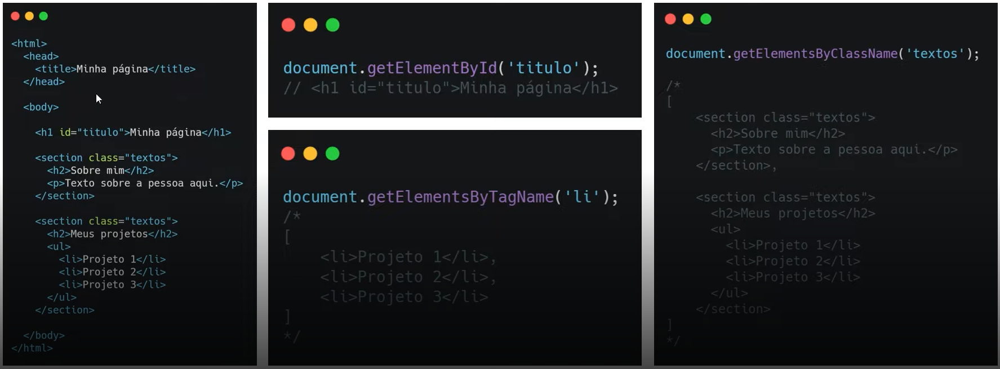 <html>
<head>
<title>Minha página</title>
</head>
<body>
<h1 id="titulo">Minha página</h1>
<section class="textos">
<h2>Sobre mim</h2>
<p>Texto sobre a pessoa aqui.</p>
</section>
<section class="textos">
<h2>Meus projetos</h2>
<ul>
<li>Projeto 1</li>
<li>Projeto 2</li>
<li>Projeto 3</li>
</ul>
</section>
</body>
</html>
document.getElementById('titulo');
// <h1 id="titulo">Minha página</h1>
document.getElementsByTagName('li');
/*
[
<li>Projeto 1</li>,
<li>Projeto 2</li>,
<li>Projeto 3</li>
]
*/
document.getElementsByClassName('textos');
/*
[
<section class="textos">
<h2>Sobre mim</h2>
<p>Texto sobre a pessoa aqui.</p>
</section>,
<section class="textos">
<h2>Meus projetos</h2>
<ul>
<li>Projeto 1</li>
<li>Projeto 2</li>
<li>Projeto 3</li>
</ul>
</section>
]
*/